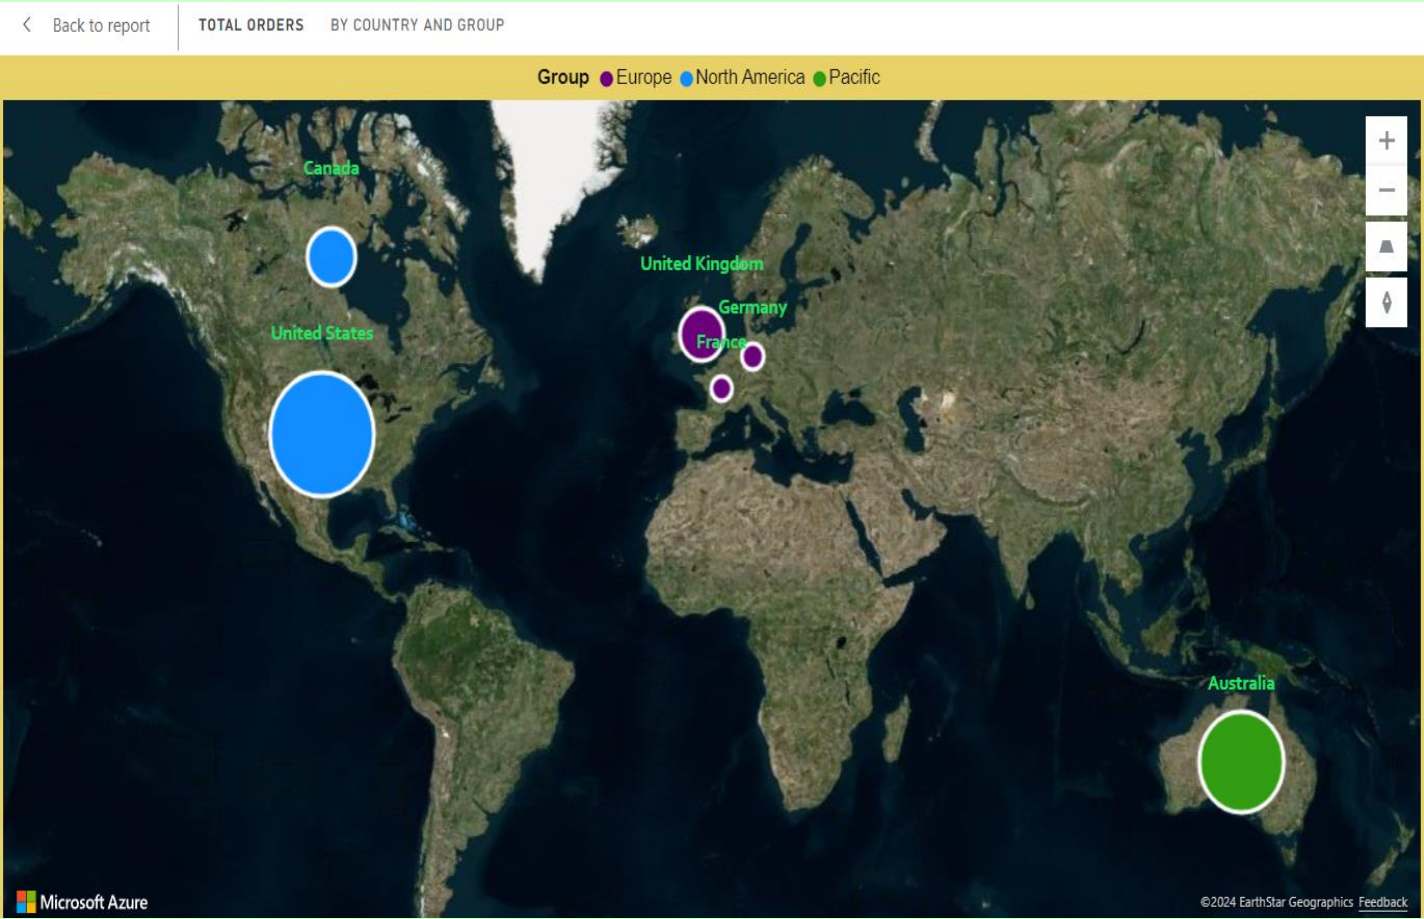 Back to report
TOTAL ORDERS
BY COUNTRY AND GROUP
Group Europe North America Pacific
Canada
United Kingdom
Germany
United States
France
Australia
Microsoft Azure
©2024 EarthStar Geographics Feedback